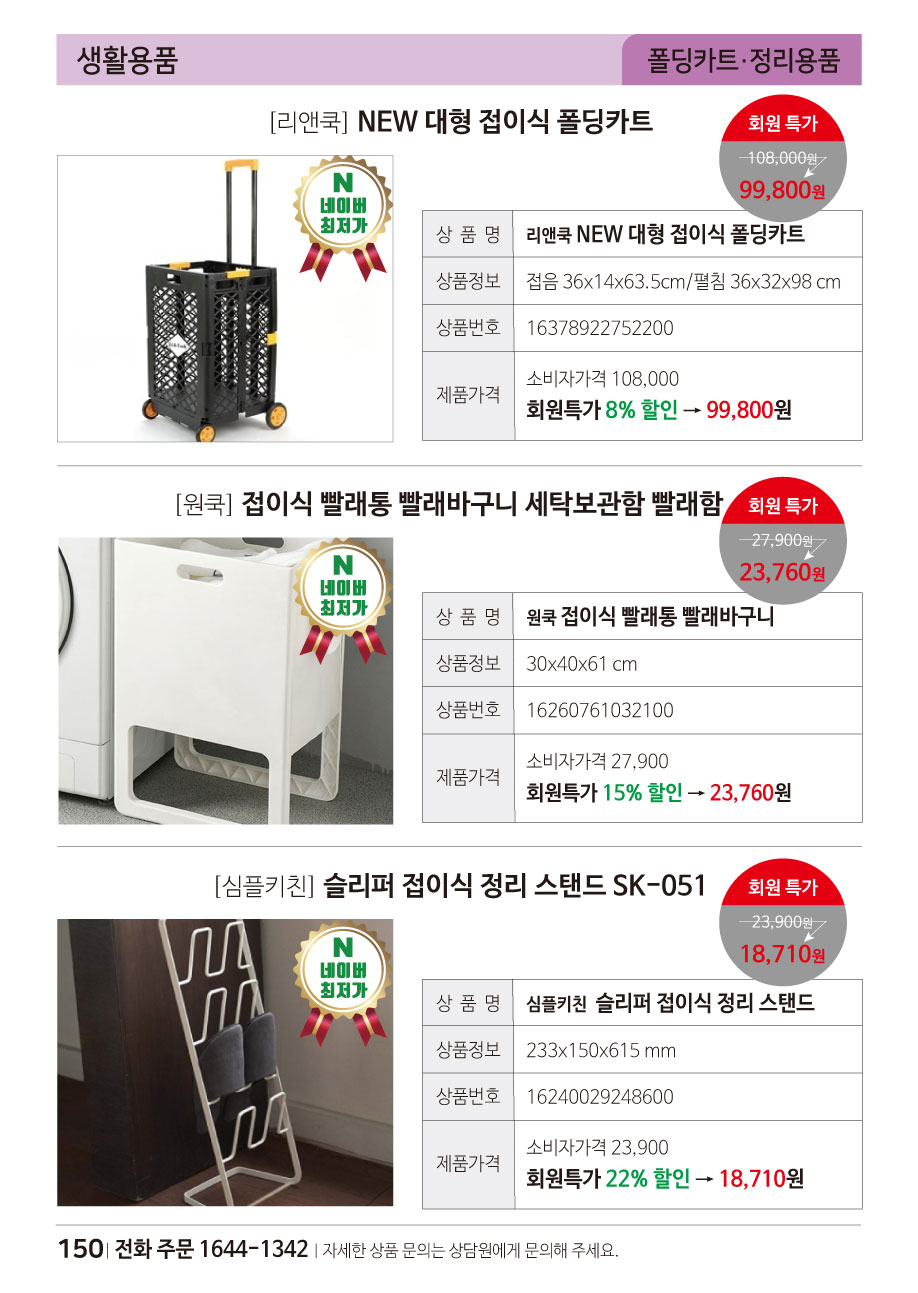 생활용품
폴딩카트·정리용품
[리앤쿡] NEW 대형 접이식 폴딩카트
회원 특가
108,000원
99,800원
N
네이버
최저가
상 품 명 리앤쿡 NEW 대형 접이식 폴딩카트
상품정보 접음 36x14x63.5cm/펼침 36x32x98 cm
상품번호 16378922752200
제품가격 소비자가격 108,000
회원특가 8% 할인 → 99,800원
[원쿡] 접이식 빨래통 빨래바구니 세탁보관함 빨래함
회원 특가
27,900원
23,760원
N
네이버
최저가
상 품 명 원쿡 접이식 빨래통 빨래바구니
상품정보 30x40x61 cm
상품번호 16260761032100
제품가격 소비자가격 27,900
회원특가 15% 할인 → 23,760원
[심플키친] 슬리퍼 접이식 정리 스탠드 SK-051
회원 특가
23,900원
18,710원
N
네이버
최저가
상 품 명 심플키친 슬리퍼 접이식 정리 스탠드
상품정보 233x150x615 mm
상품번호 16240029248600
제품가격 소비자가격 23,900
회원특가 22% 할인 → 18,710원
150| 전화 주문 1644-1342 | 자세한 상품 문의는 상담원에게 문의해 주세요.